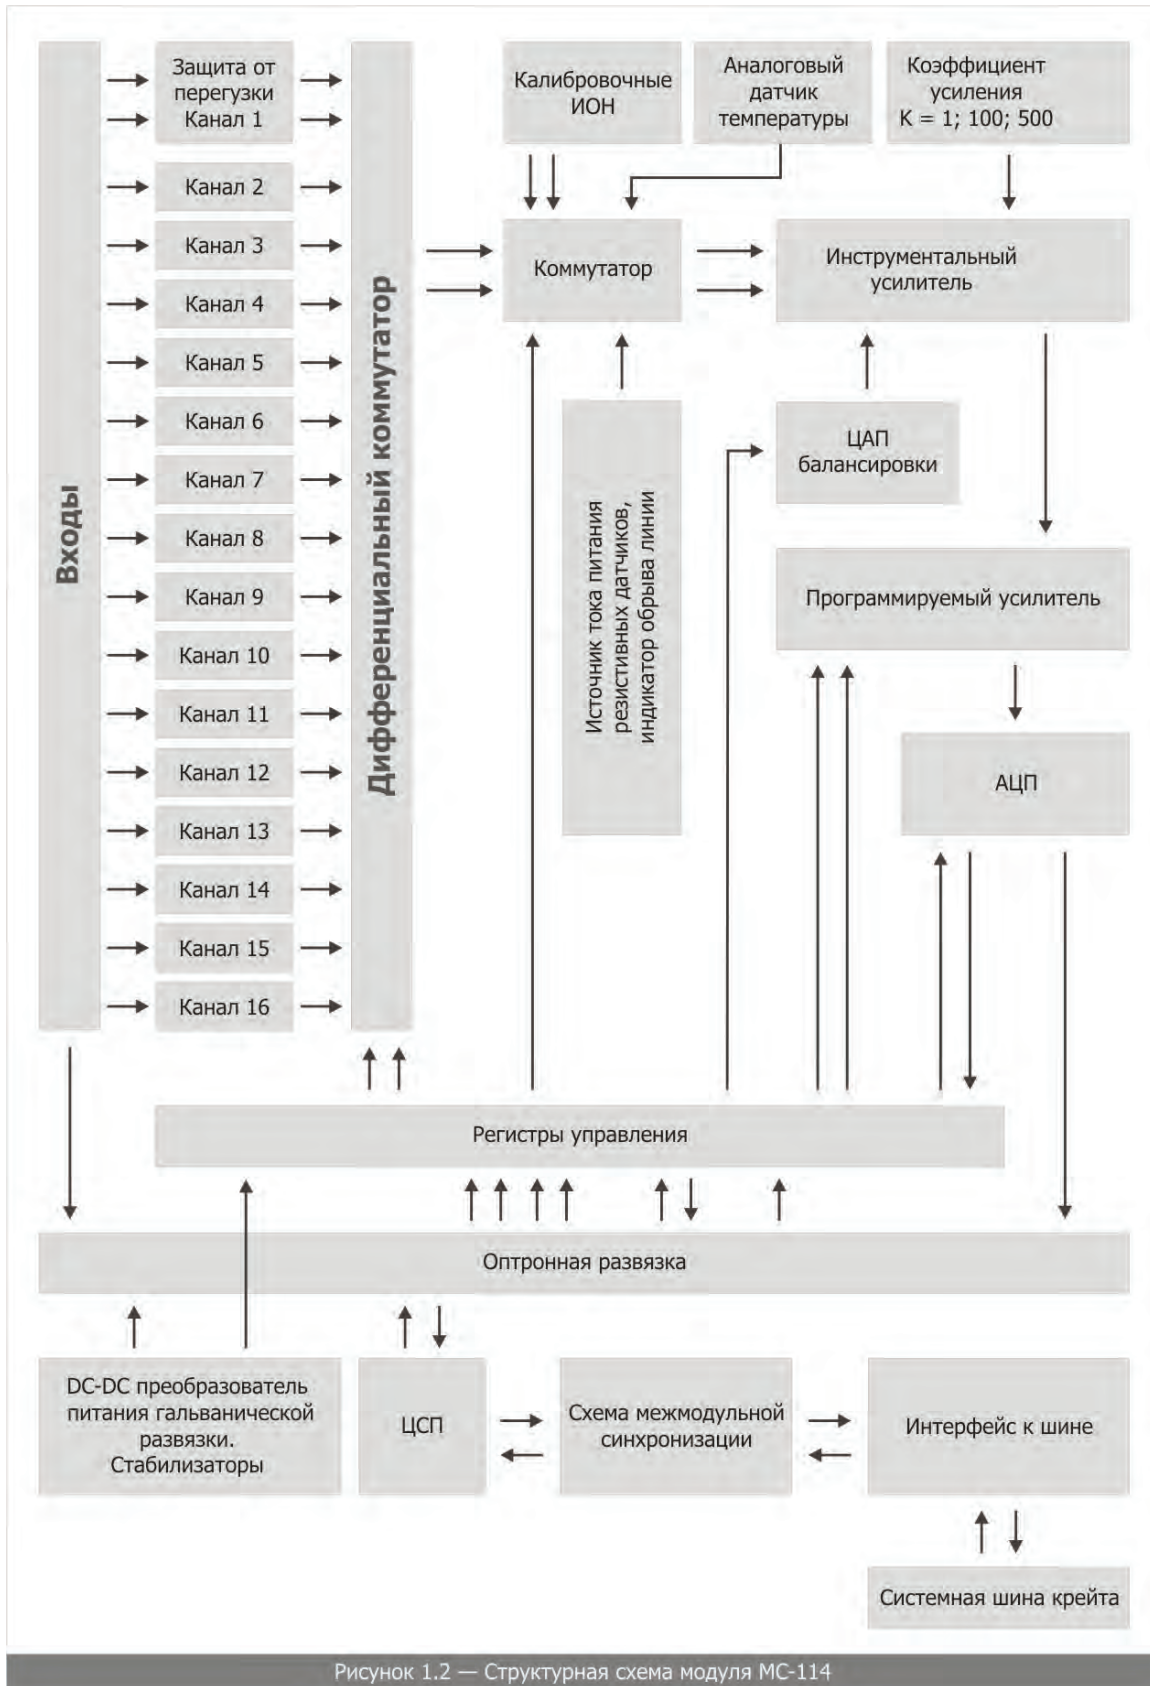 Входы
Защита от
перегузки
Канал 1
Канал 2
Канал 3
Канал 4
Канал 5
Канал 6
Канал 7
Канал 8
Канал 9
Канал 10
Канал 11
Канал 12
Канал 13
Канал 14
Канал 15
Канал 16
Дифференциальный коммутатор
Калибровочные
ИОН
Аналоговый
датчик
температуры
Коэффициент
усиления
K = 1; 100; 500
Коммутатор
Инструментальный
усилитель
Источник тока питания
резистивных датчиков,
индикатор обрыва линии
ЦАП
балансировки
Программируемый усилитель
АЦП
Регистры управления
Оптронная развязка
DC-DC преобразователь
питания гальванической
развязки.
Стабилизаторы
ЦСП
Схема межмодульной
синхронизации
Интерфейс к шине
Системная шина крейта
Рисунок 1.2 — Структурная схема модуля МС-114